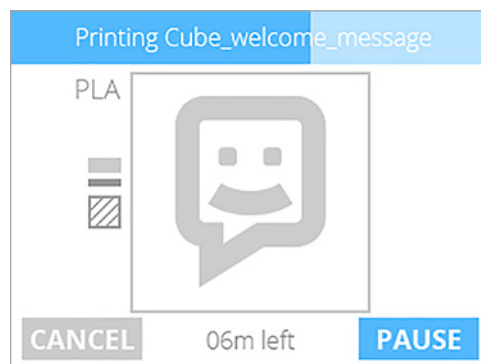 Printing Cube_welcome_message
PLA
CANCEL
06m left
PAUSE